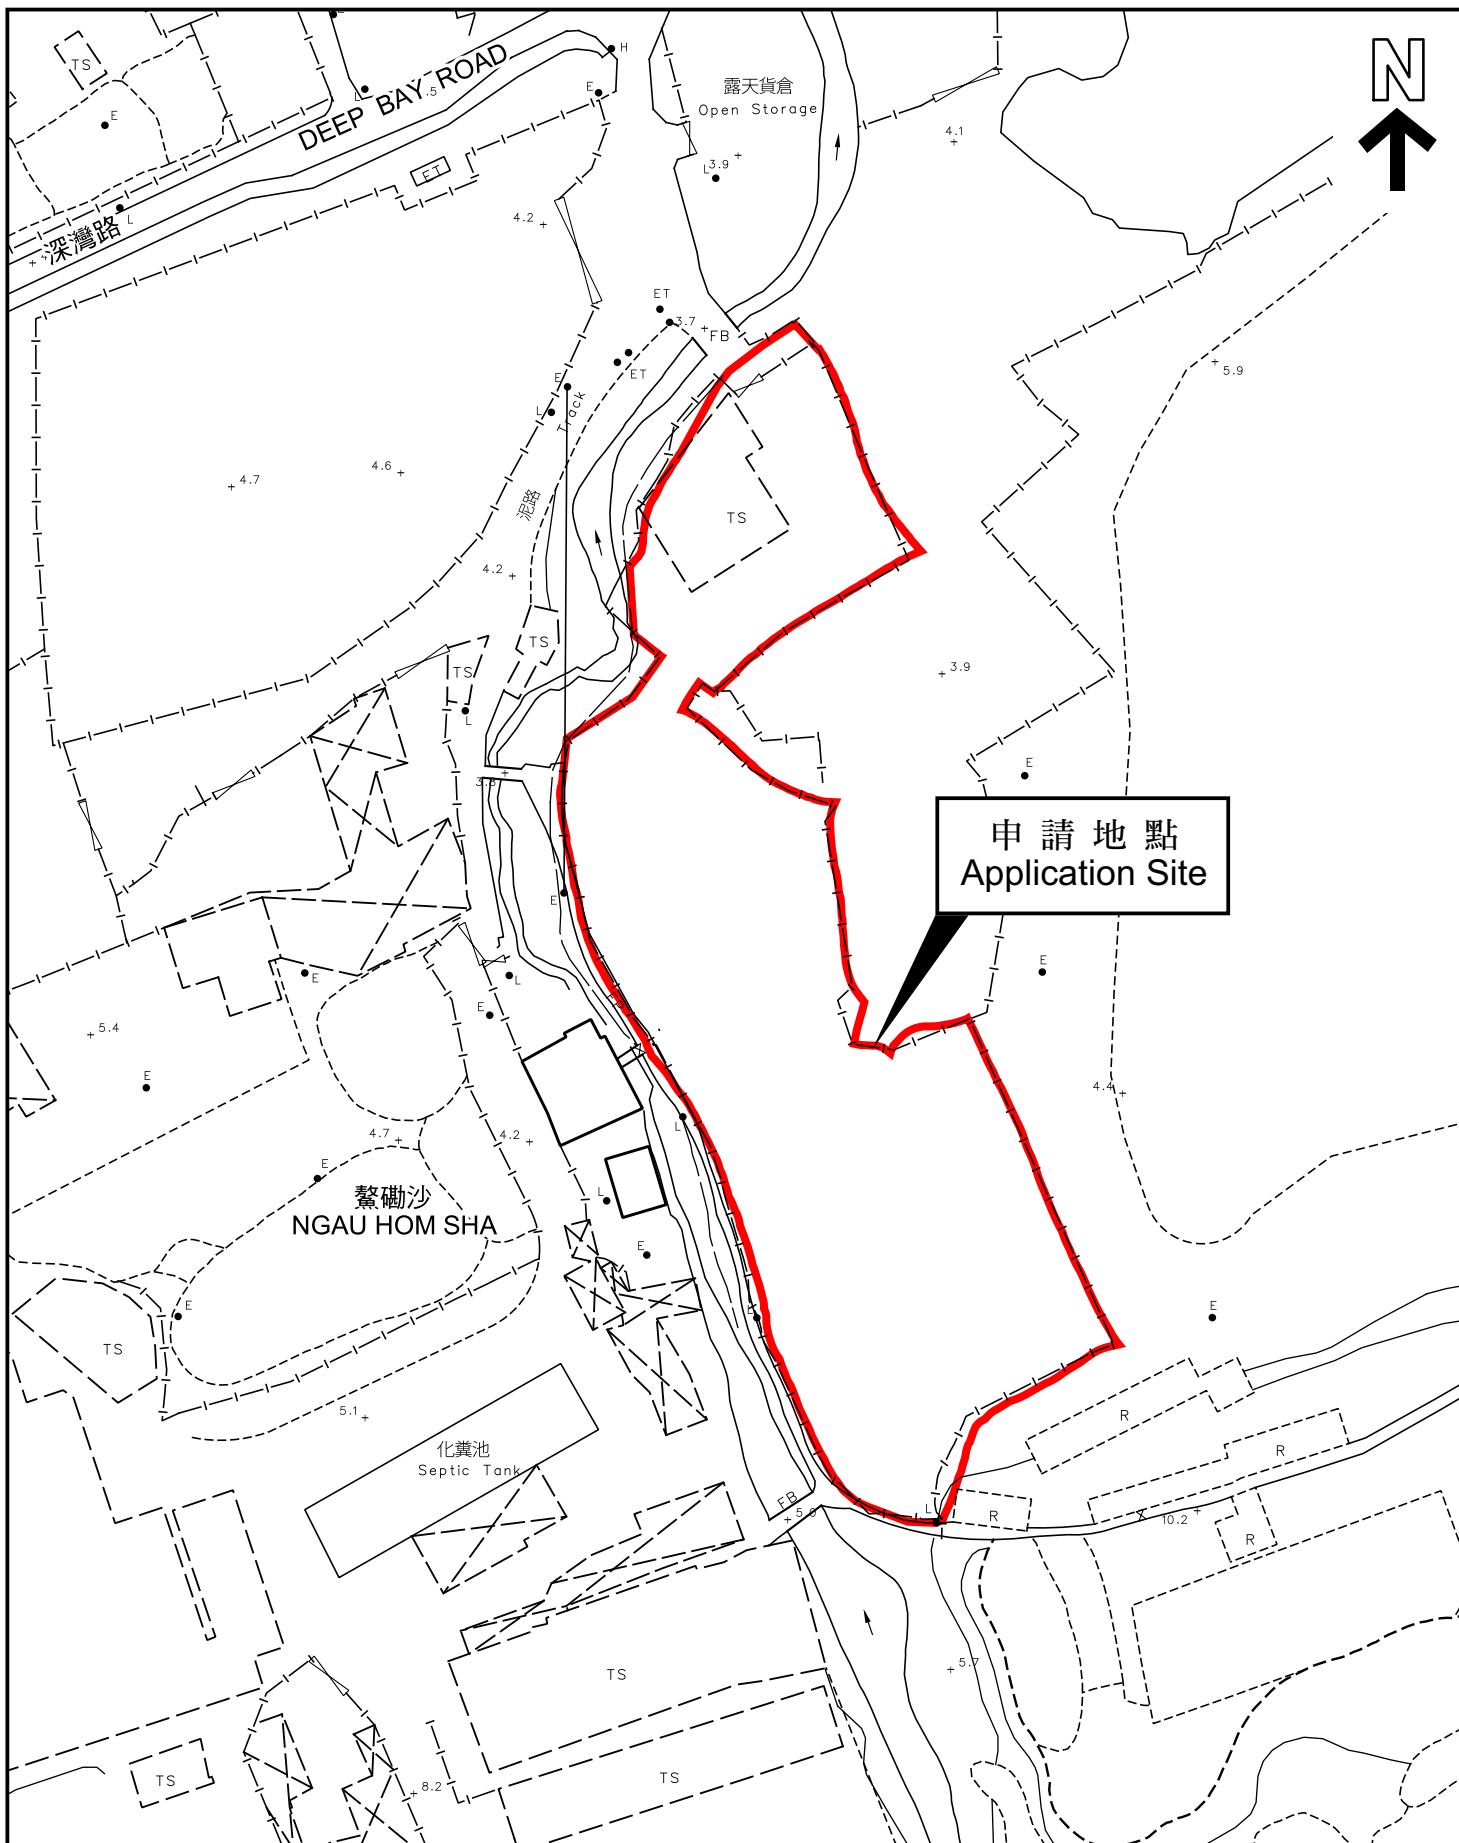 N
TS
E
L
H
E
DEEP BAY ROAD
.5
露天貨倉
Open Storage
4.1
L
3.9
ET
深灣路
L
4.2
ET
3.7
FB
ET
E
L
Track
5.9
4.6
4.7
泥路
TS
4.2
TS
TS
3.9
L
E
申請地點
Application Site
E
E
L
E
E
5.4
E
4.4
4.7
4.2
L
E
鰲磡沙
NGAU HOM SHA
L
E
E
L
E
TS
5.1
化糞池
Septic Tank
R
R
FB
5.0
L
R
10.2
R
TS
5.7
TS
TS
8.2